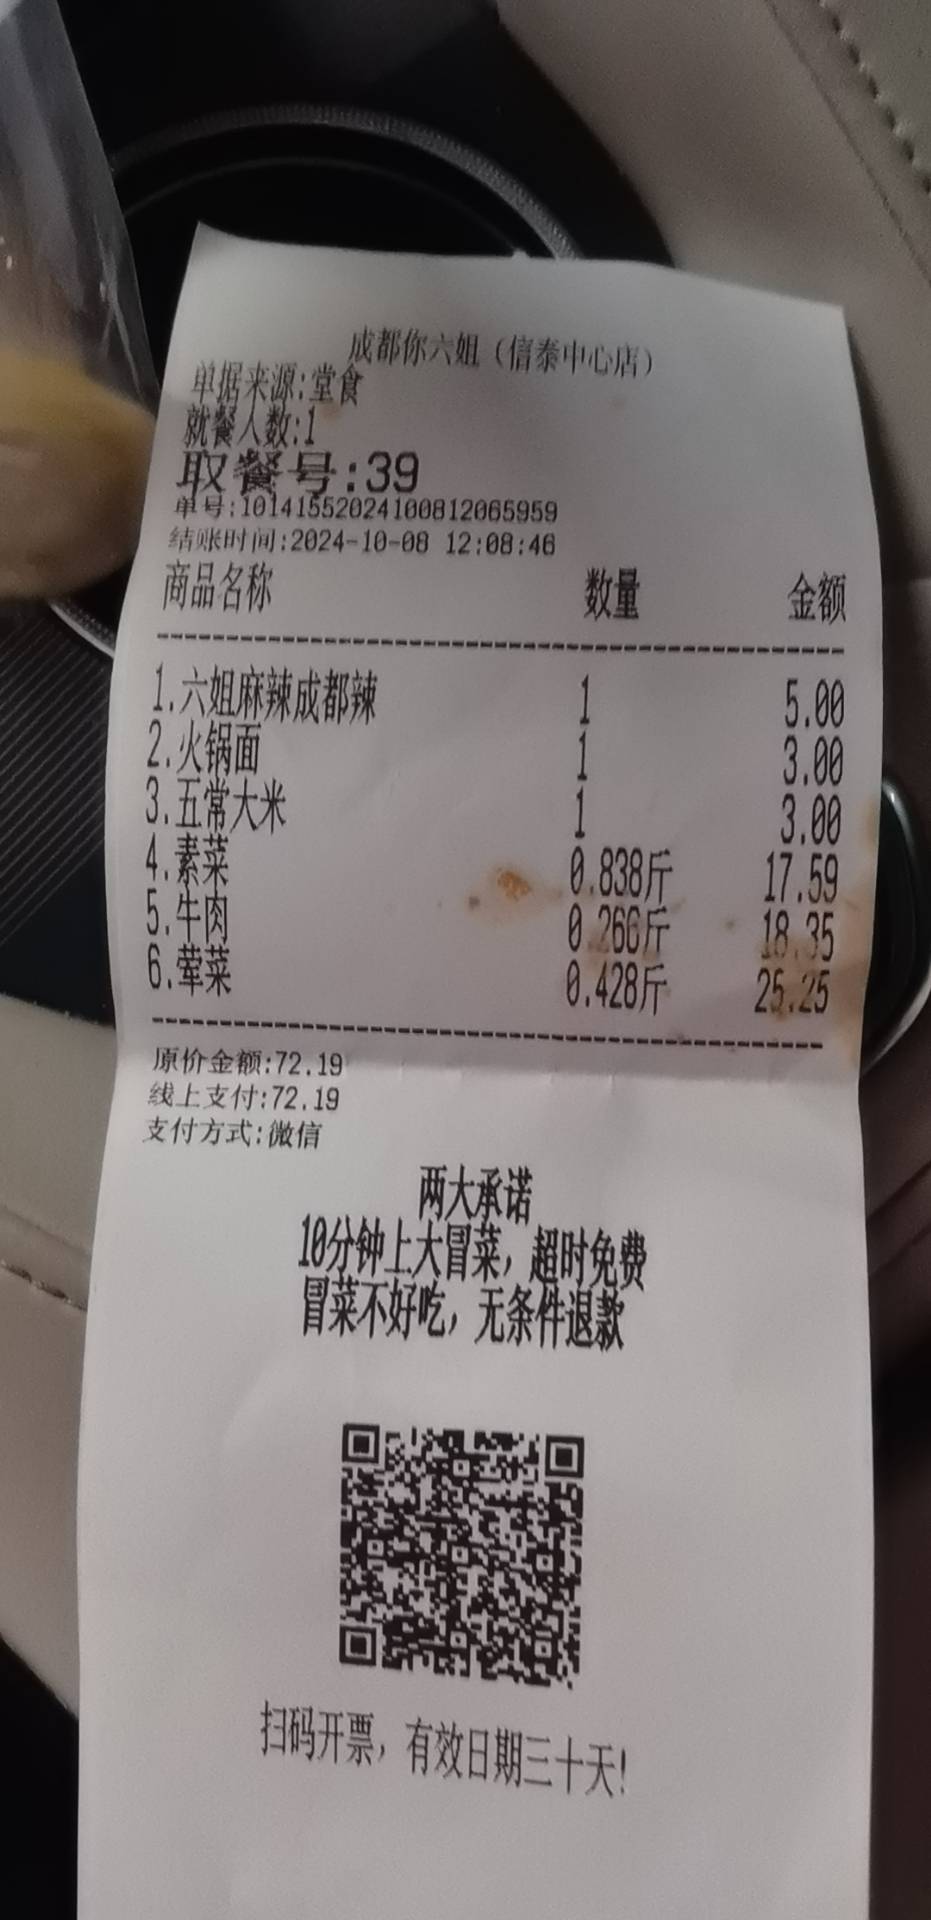 成都你六姐（信泰中心店）
单据来源:堂食
就餐人数:1
取餐号:39
单号:10141552024100812065959
结账时间:2024-10-08 12:08:46
商品名称 数量 金额
1.六姐麻辣成都辣 1 5.00
2.火锅面 1 3.00
3.五常大米 1 3.00
4.素菜 0.838斤 17.59
5.牛肉 0.266斤 18.35
6.荤菜 0.428斤 25.25
原价金额:72.19
线上支付:72.19
支付方式:微信
两大承诺
10分钟上大冒菜，超时免费
冒菜不好吃，无条件退款
扫码开票，有效日期三十天!